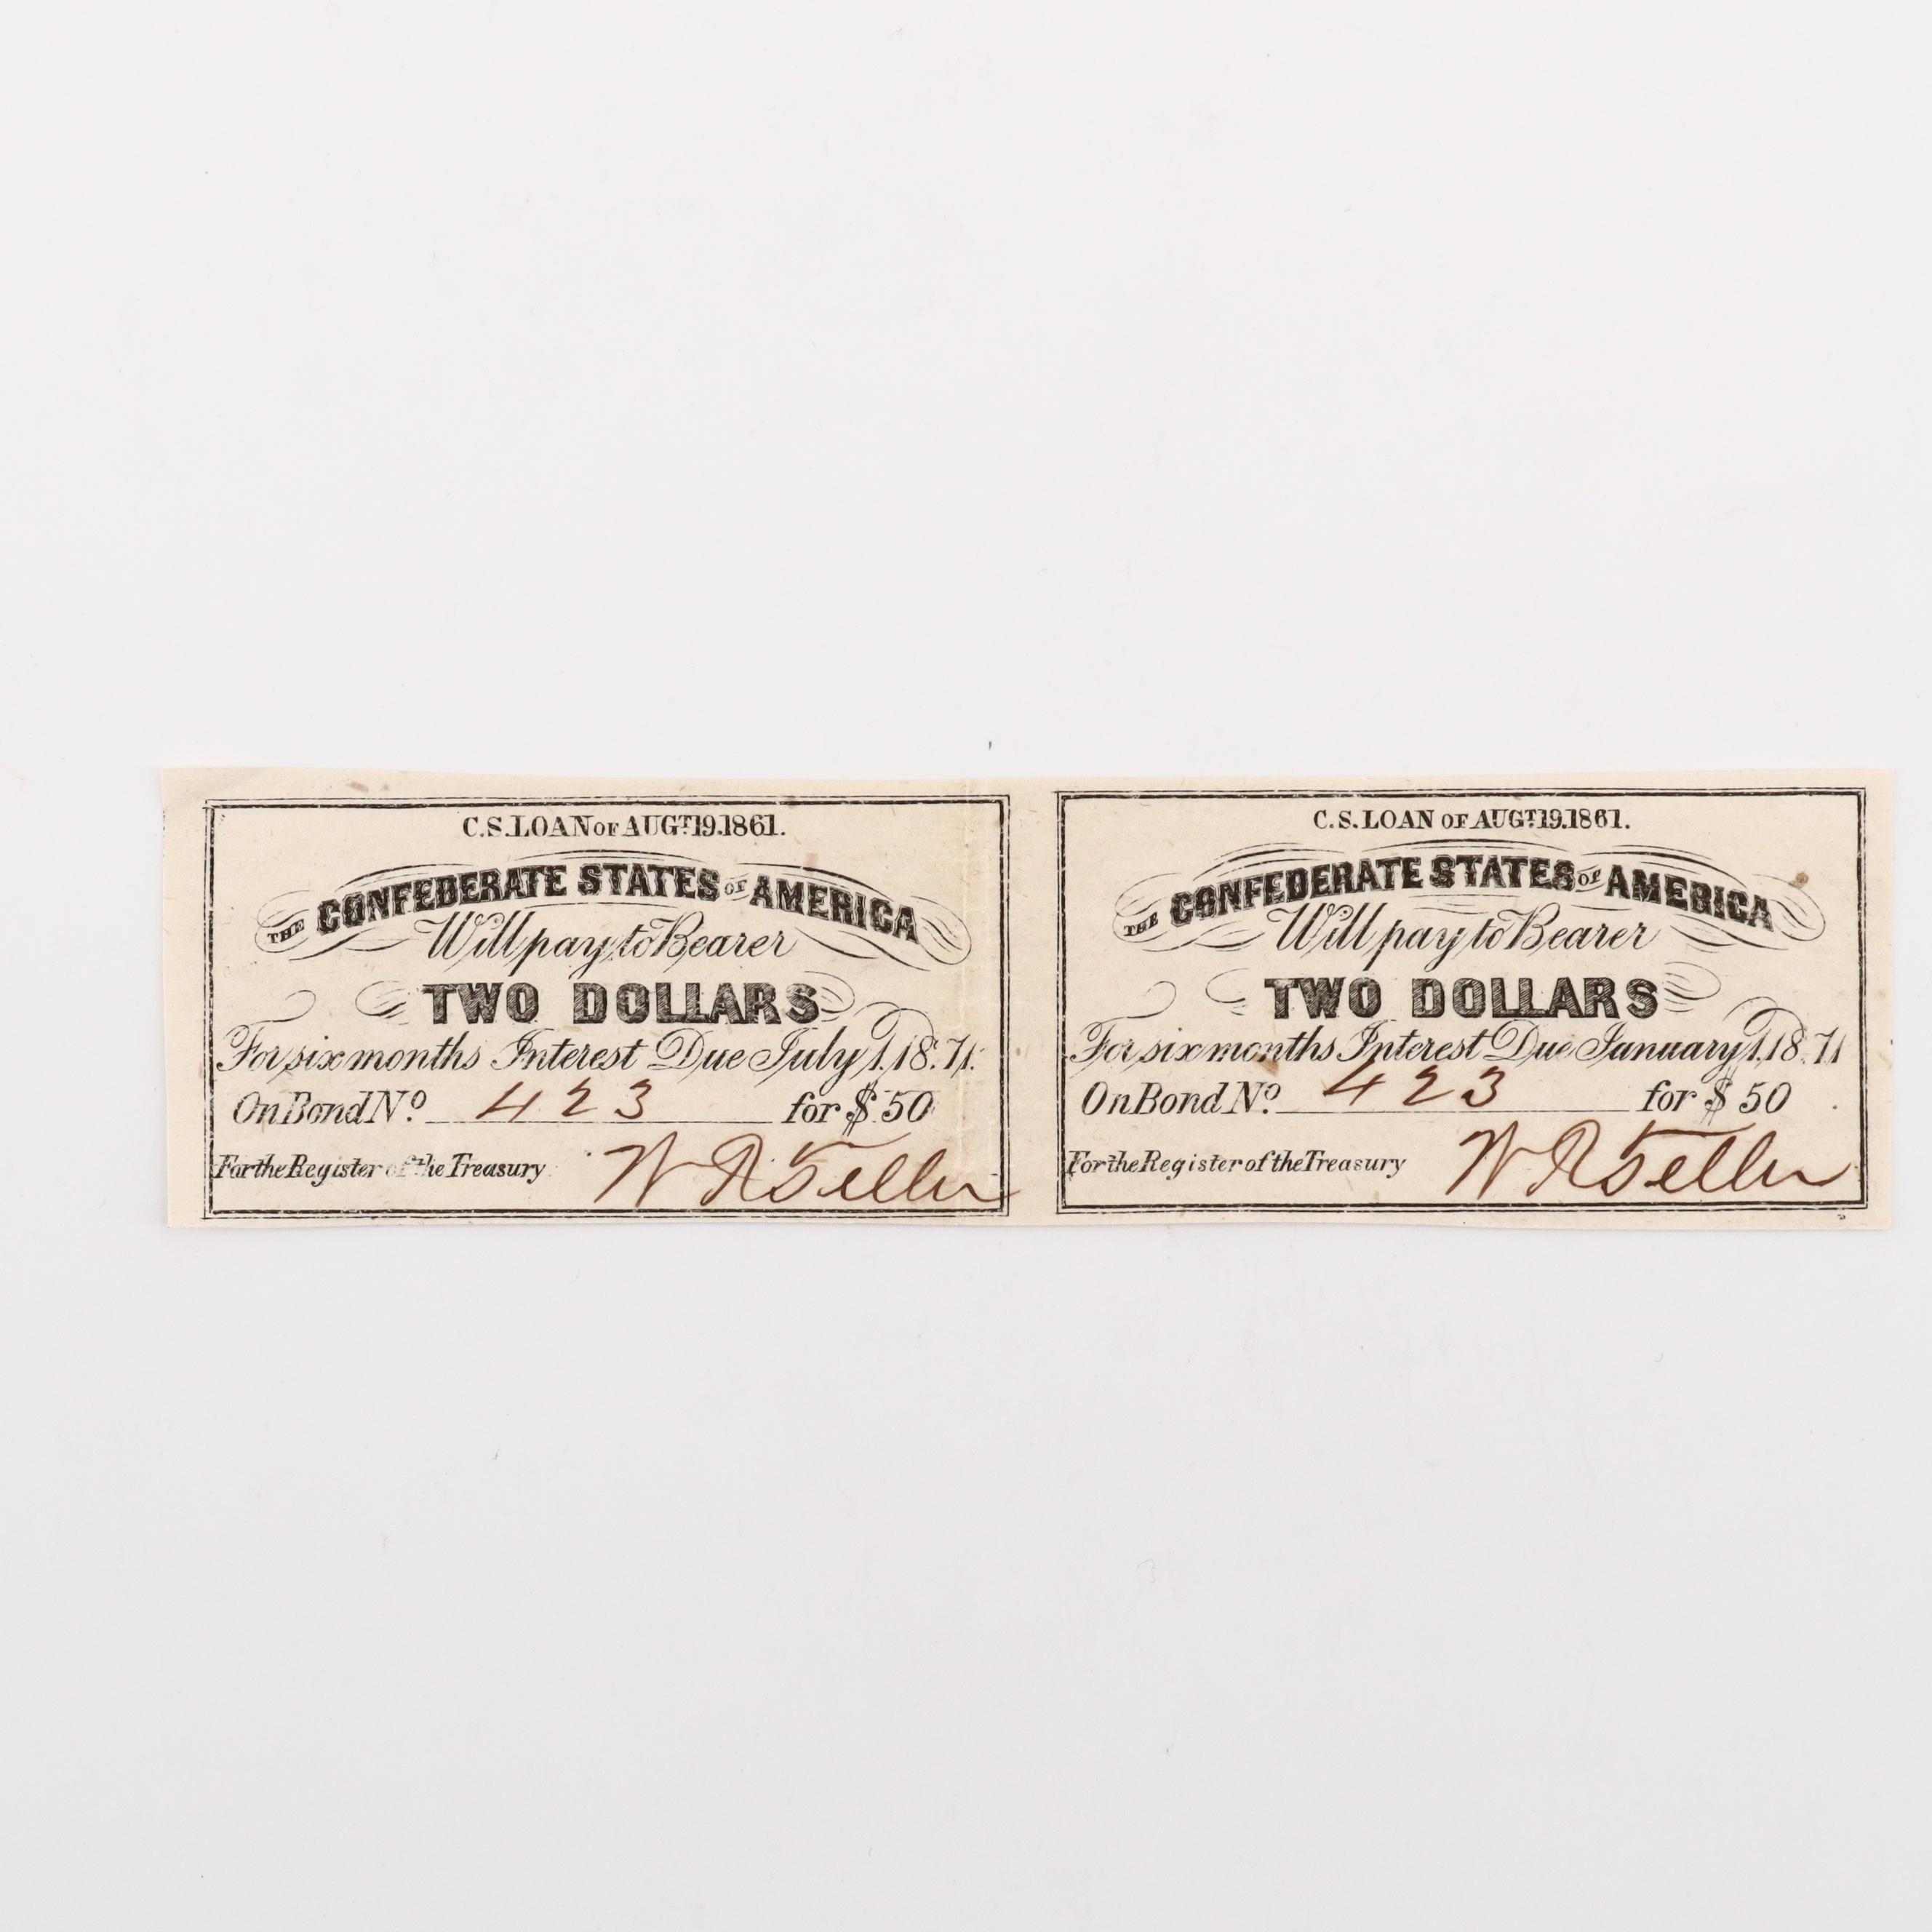 C.S. LOAN OF AUGT 19. 1861.
THE CONFEDERATE STATES OF AMERICA
Will pay to Bearer
TWO DOLLARS
For six months Interest Due July 1. 18.71.
On Bond No. 423 for $ 50
For the Register of the Treasury
C.S. LOAN OF AUGT 19. 1861.
THE CONFEDERATE STATES OF AMERICA
Will pay to Bearer
TWO DOLLARS
For six months Interest Due January 1. 18.71
On Bond No. 423 for $ 50
For the Register of the Treasury